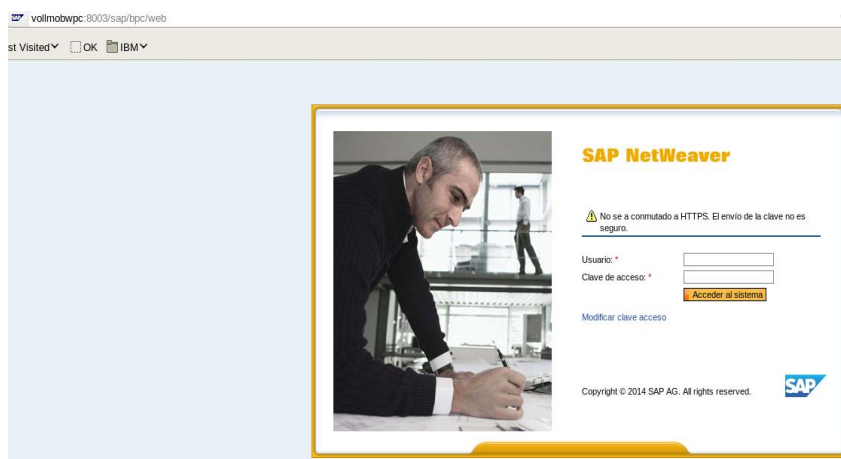 vollmobwpc:8003/sap/bpc/web
st Visited OK IBM
SAP NetWeaver
No se a conmutado a HTTPS. El envío de la clave no es
seguro.
Usuario: *
Clave de acceso: *
Acceder al sistema
Modificar clave acceso
Copyright © 2014 SAP AG. All rights reserved.
SAP